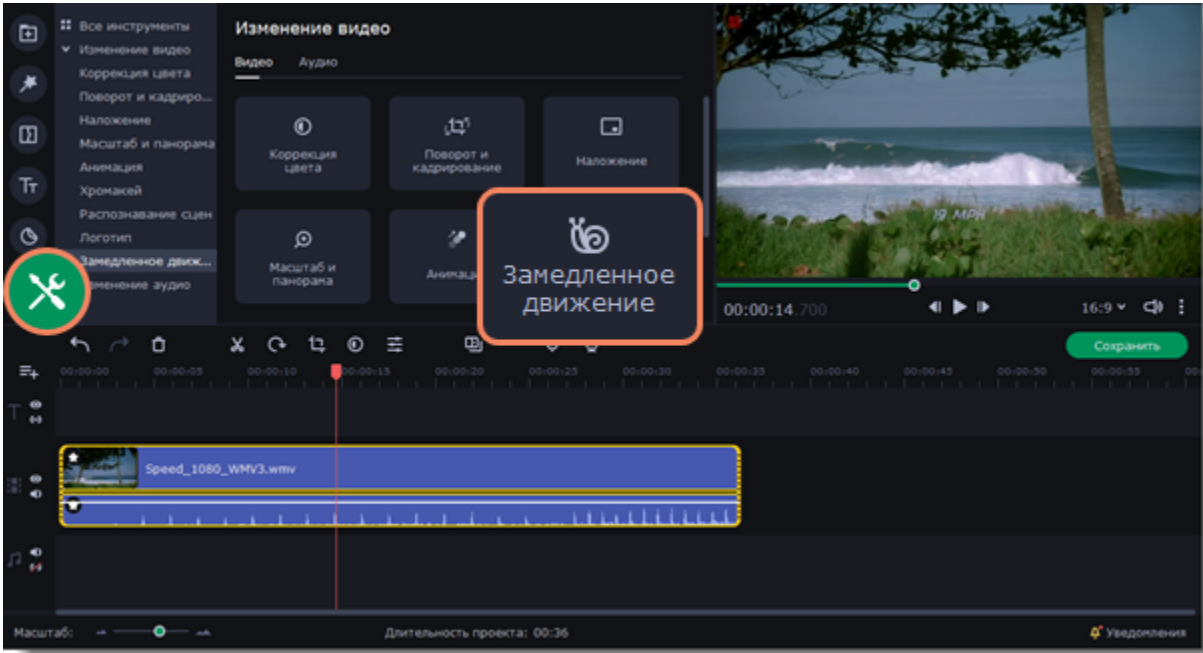 Все инструменты
Изменение видео
Коррекция цвета
Поворот и кадриро...
Наложение
Масштаб и панорама
Анимация
Хромакей
Распознавание сцен
Логотип
Замедленное движ...
менение аудио
Изменение видео
Видео Аудио
Коррекция
цвета
Поворот и
кадрирование
Наложение
Масштаб и
панорама
Анимаци
Замедленное
движение
19 MPH
00:00:14.700
16:9
Сохранить
00:00:00 00:00:05 00:00:10 00:00:15 00:00:20 00:00:25 00:00:30 00:00:35 00:00:40 00:00:45 00:00:50 00:00:55 00:
Speed_1080_WMV3.wmv
Масштаб:
Длительность проекта: 00:36
Уведомления